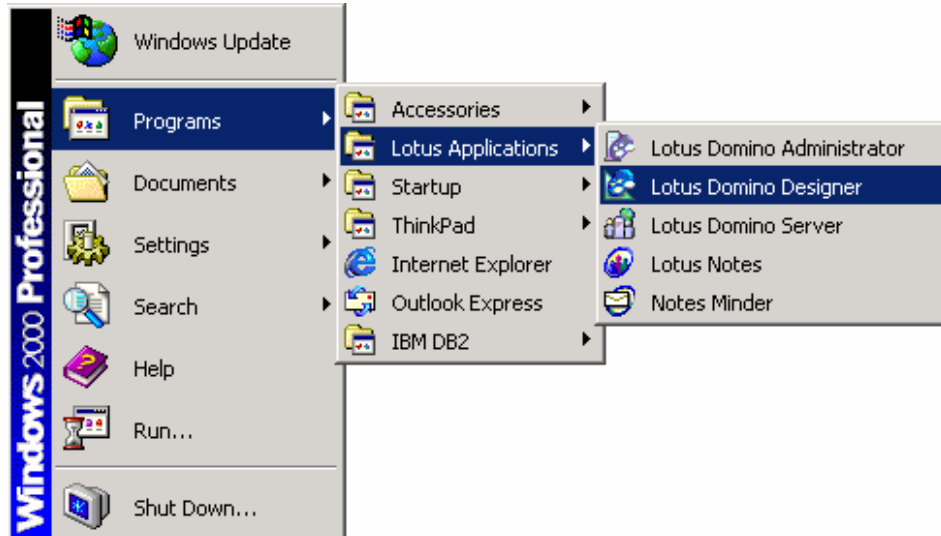 Windows 2000 Professional
Windows Update
Programs
Documents
Settings
Search
Help
Run...
Shut Down...
Accessories
Lotus Applications
Startup
ThinkPad
Internet Explorer
Outlook Express
IBM DB2
Lotus Domino Administrator
Lotus Domino Designer
Lotus Domino Server
Lotus Notes
Notes Minder